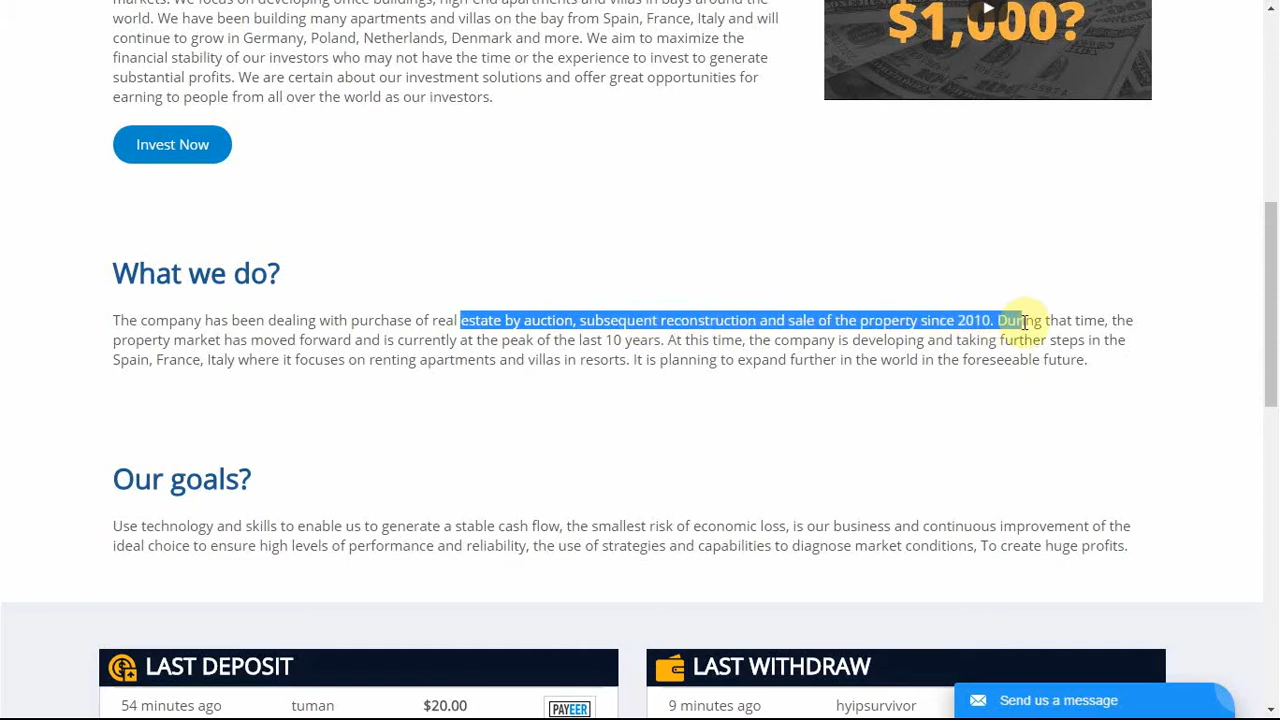 markets. We focus on developing office buildings, high-end apartments and villas in bays around the
world. We have been building many apartments and villas on the bay from Spain, France, Italy and will
continue to grow in Germany, Poland, Netherlands, Denmark and more. We aim to maximize the
financial stability of our investors who may not have the time or the experience to invest to generate
substantial profits. We are certain about our investment solutions and offer great opportunities for
earning to people from all over the world as our investors.
$1,000?
Invest Now
What we do?
The company has been dealing with purchase of real estate by auction, subsequent reconstruction and sale of the property since 2010. During that time, the
property market has moved forward and is currently at the peak of the last 10 years. At this time, the company is developing and taking further steps in the
Spain, France, Italy where it focuses on renting apartments and villas in resorts. It is planning to expand further in the world in the foreseeable future.
Our goals?
Use technology and skills to enable us to generate a stable cash flow, the smallest risk of economic loss, is our business and continuous improvement of the
ideal choice to ensure high levels of performance and reliability, the use of strategies and capabilities to diagnose market conditions, To create huge profits.
LAST DEPOSIT
54 minutes ago tuman $20.00 PAYEER
LAST WITHDRAW
9 minutes ago hyipsurvivor
Send us a message